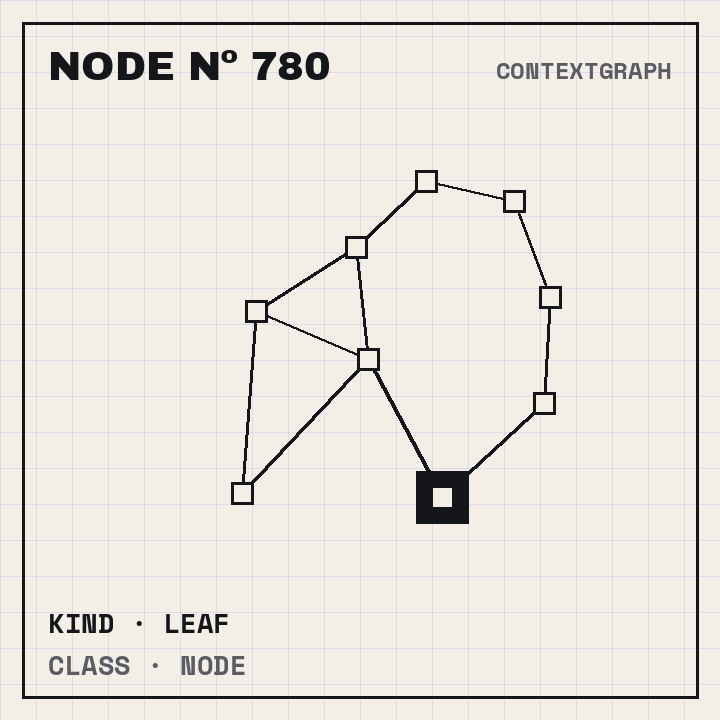 NODE Nº 780
CONTEXTGRAPH
KIND · LEAF
CLASS · NODE